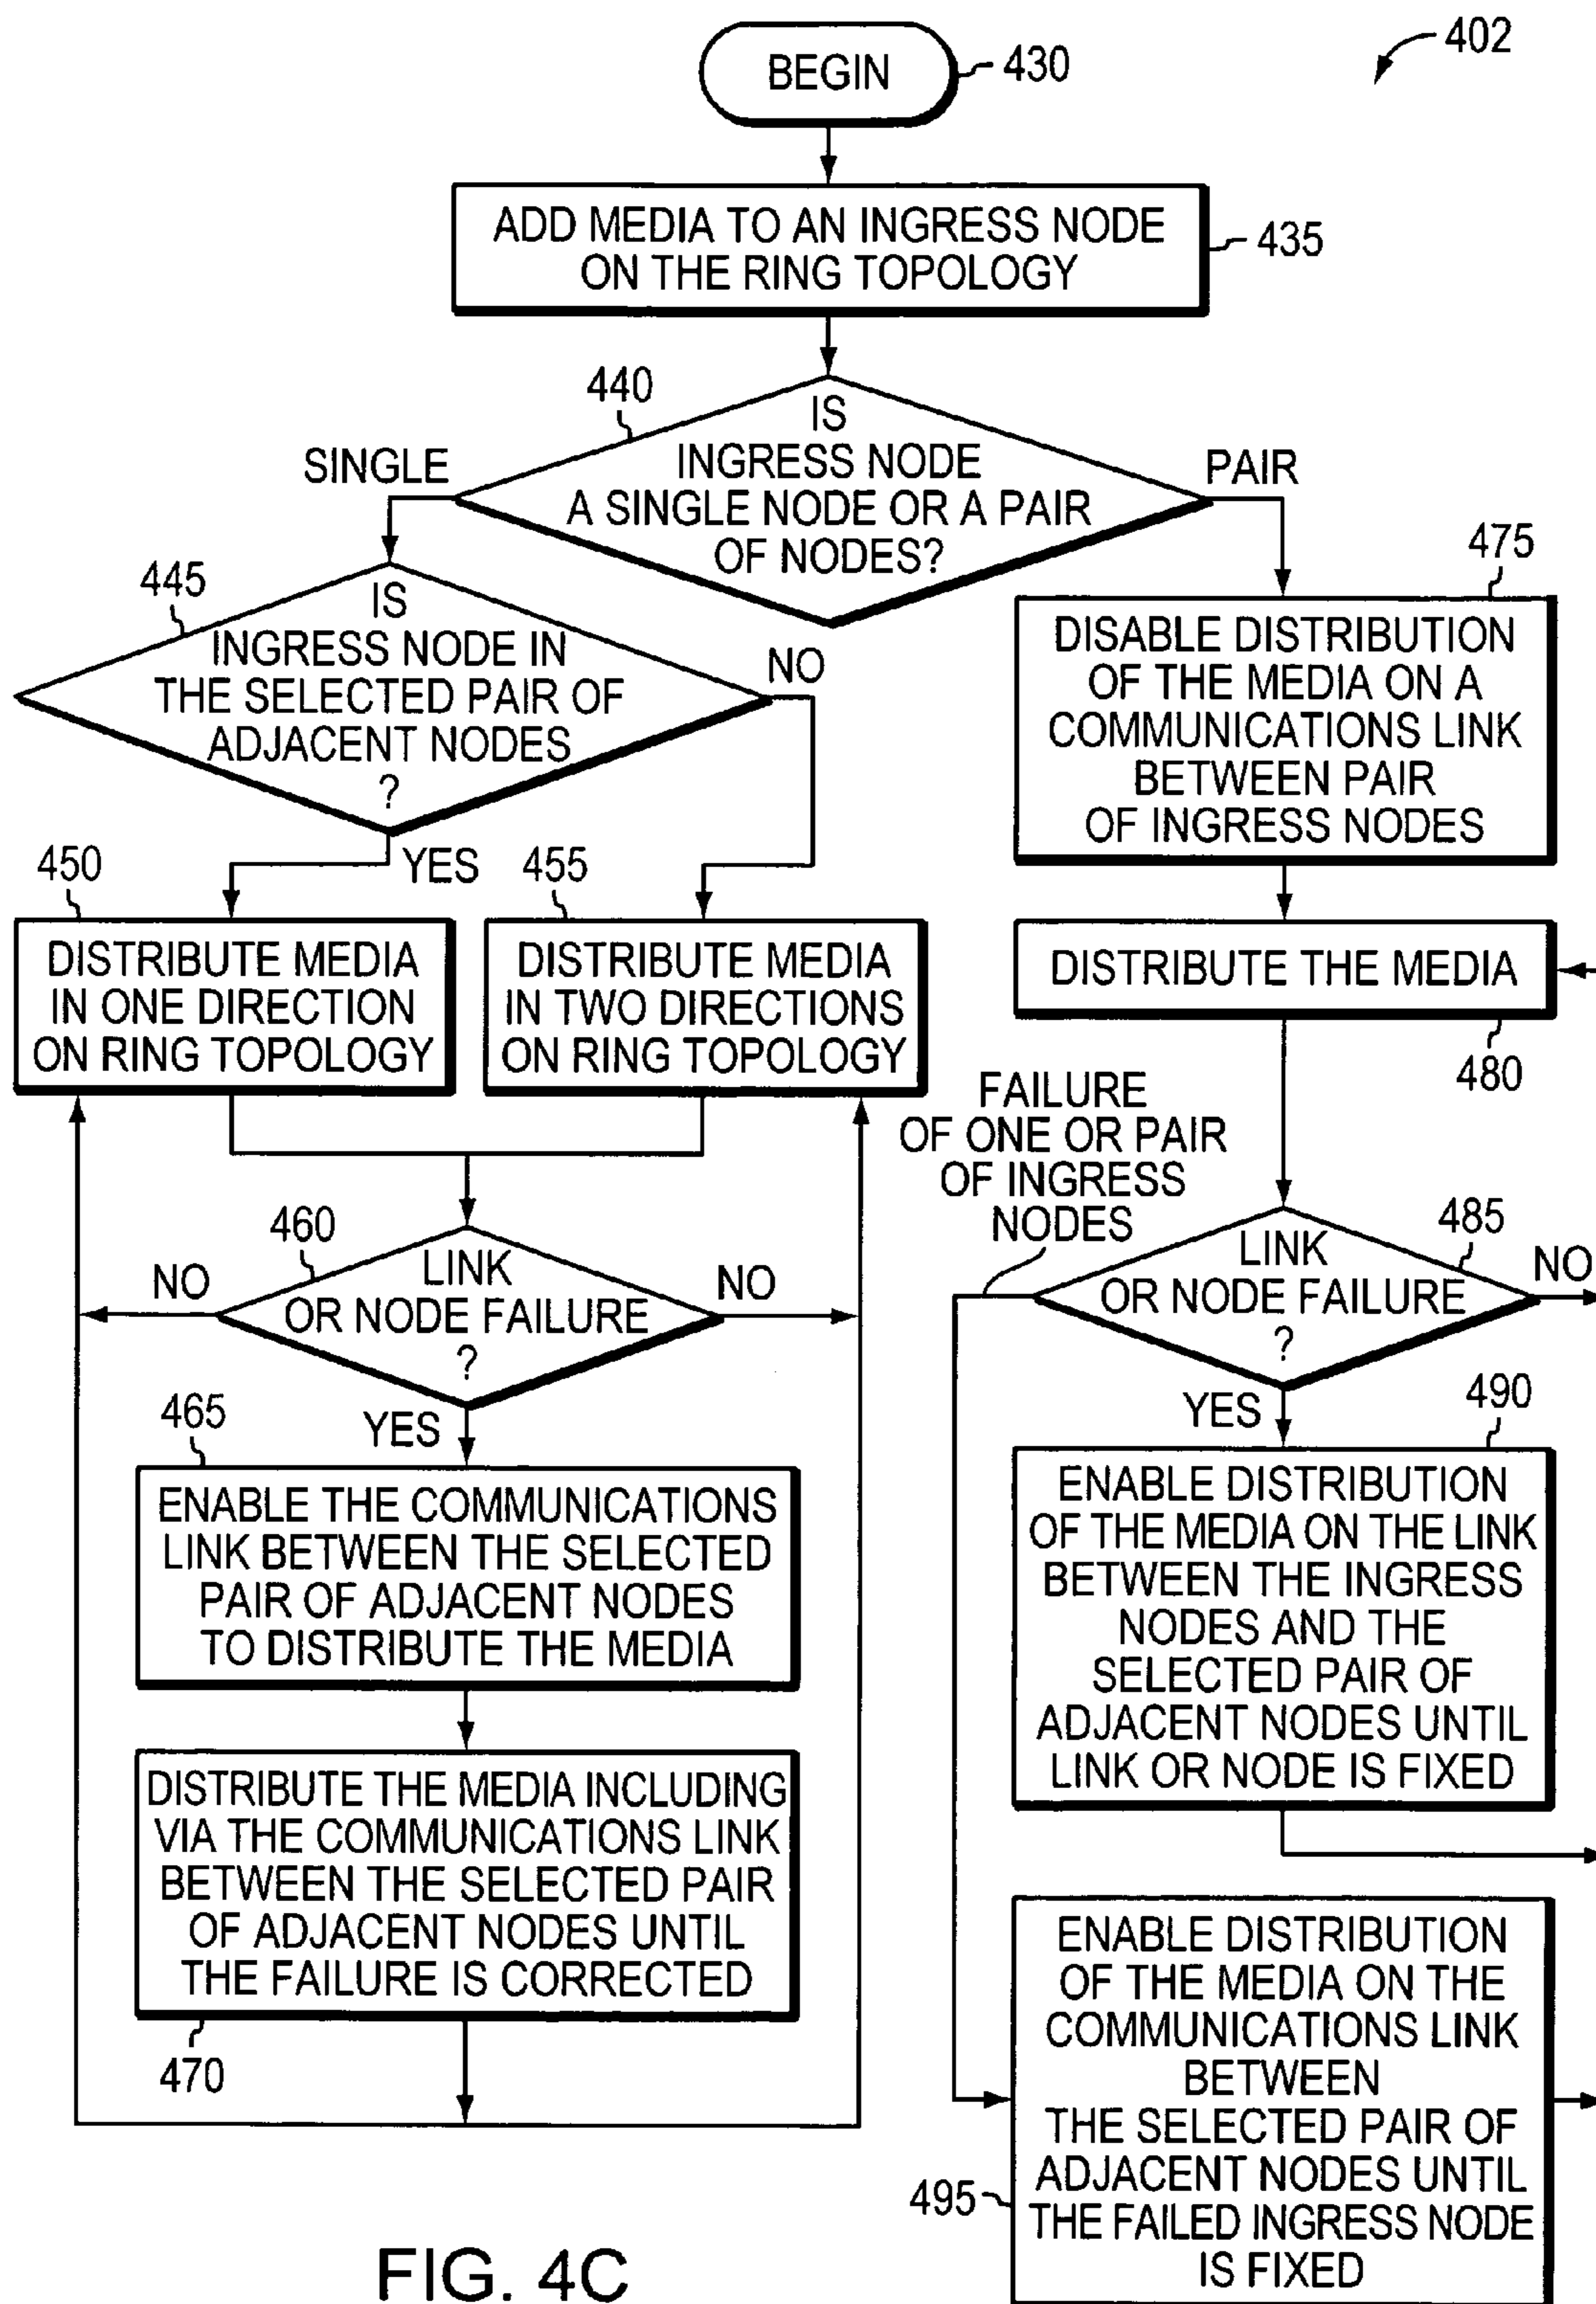 402
BEGIN
430
ADD MEDIA TO AN INGRESS NODE
ON THE RING TOPOLOGY
435
440
IS
INGRESS NODE
A SINGLE NODE OR A PAIR
OF NODES?
SINGLE
PAIR
445
IS
INGRESS NODE IN
THE SELECTED PAIR OF
ADJACENT NODES
?
NO
YES
450
DISTRIBUTE MEDIA
IN ONE DIRECTION
ON RING TOPOLOGY
455
DISTRIBUTE MEDIA
IN TWO DIRECTIONS
ON RING TOPOLOGY
460
LINK
OR NODE FAILURE
?
NO
NO
YES
465
ENABLE THE COMMUNICATIONS
LINK BETWEEN THE SELECTED
PAIR OF ADJACENT NODES
TO DISTRIBUTE THE MEDIA
DISTRIBUTE THE MEDIA INCLUDING
VIA THE COMMUNICATIONS LINK
BETWEEN THE SELECTED PAIR
OF ADJACENT NODES UNTIL
THE FAILURE IS CORRECTED
470
475
DISABLE DISTRIBUTION
OF THE MEDIA ON A
COMMUNICATIONS LINK
BETWEEN PAIR
OF INGRESS NODES
DISTRIBUTE THE MEDIA
480
FAILURE
OF ONE OR PAIR
OF INGRESS
NODES
485
LINK
OR NODE FAILURE
?
NO
YES
490
ENABLE DISTRIBUTION
OF THE MEDIA ON THE LINK
BETWEEN THE INGRESS
NODES AND THE
SELECTED PAIR OF
ADJACENT NODES UNTIL
LINK OR NODE IS FIXED
ENABLE DISTRIBUTION
OF THE MEDIA ON THE
COMMUNICATIONS LINK
BETWEEN
THE SELECTED PAIR OF
ADJACENT NODES UNTIL
THE FAILED INGRESS NODE
IS FIXED
495
FIG. 4C